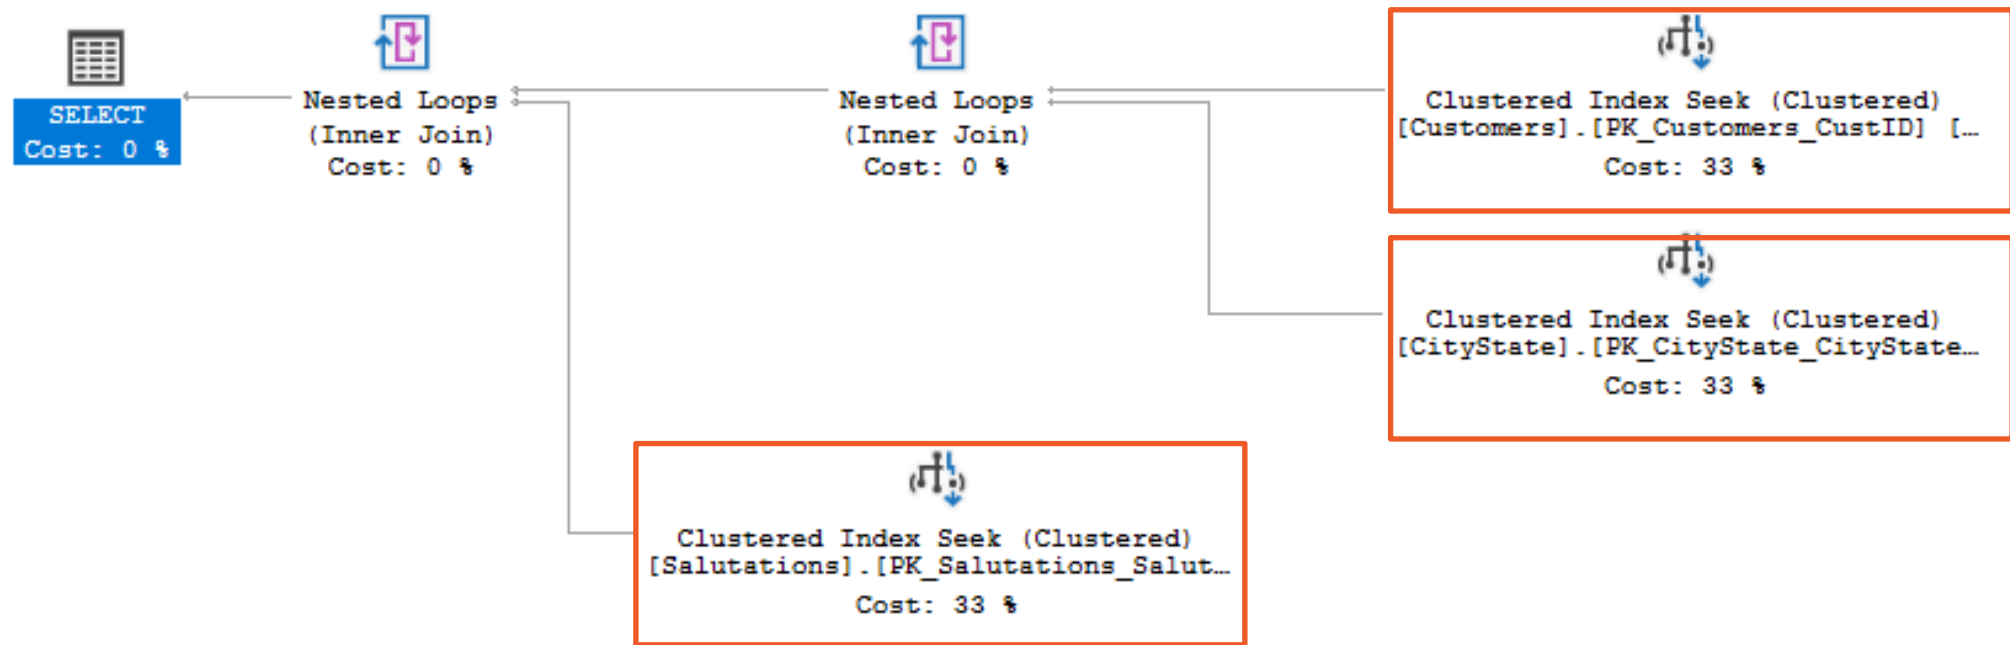 SELECT
Cost: 0 %
Nested Loops
(Inner Join)
Cost: 0 %
Nested Loops
(Inner Join)
Cost: 0 %
Clustered Index Seek (Clustered)
[Customers].[PK_Customers_CustID] […
Cost: 33 %
Clustered Index Seek (Clustered)
[CityState].[PK_CityState_CityState…
Cost: 33 %
Clustered Index Seek (Clustered)
[Salutations].[PK_Salutations_Salut…
Cost: 33 %